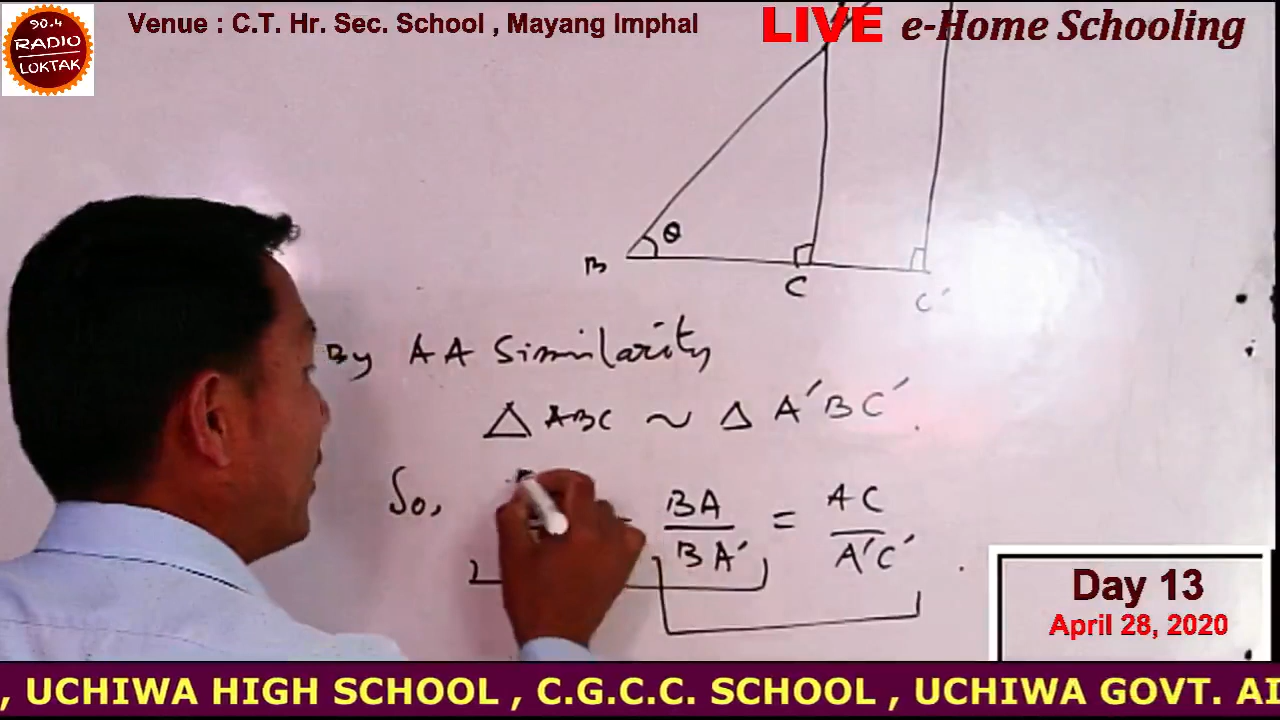 90.4
RADIO
LOKTAK
Venue : C.T. Hr. Sec. School , Mayang Imphal
LIVE e-Home Schooling
θ
B
C
C′
By AA Similarity
△ ABC ~ △ A′BC′.
So,
BA/BA′ = AC/A′C′.
Day 13
April 28, 2020
, UCHIWA HIGH SCHOOL , C.G.C.C. SCHOOL , UCHIWA GOVT. AI